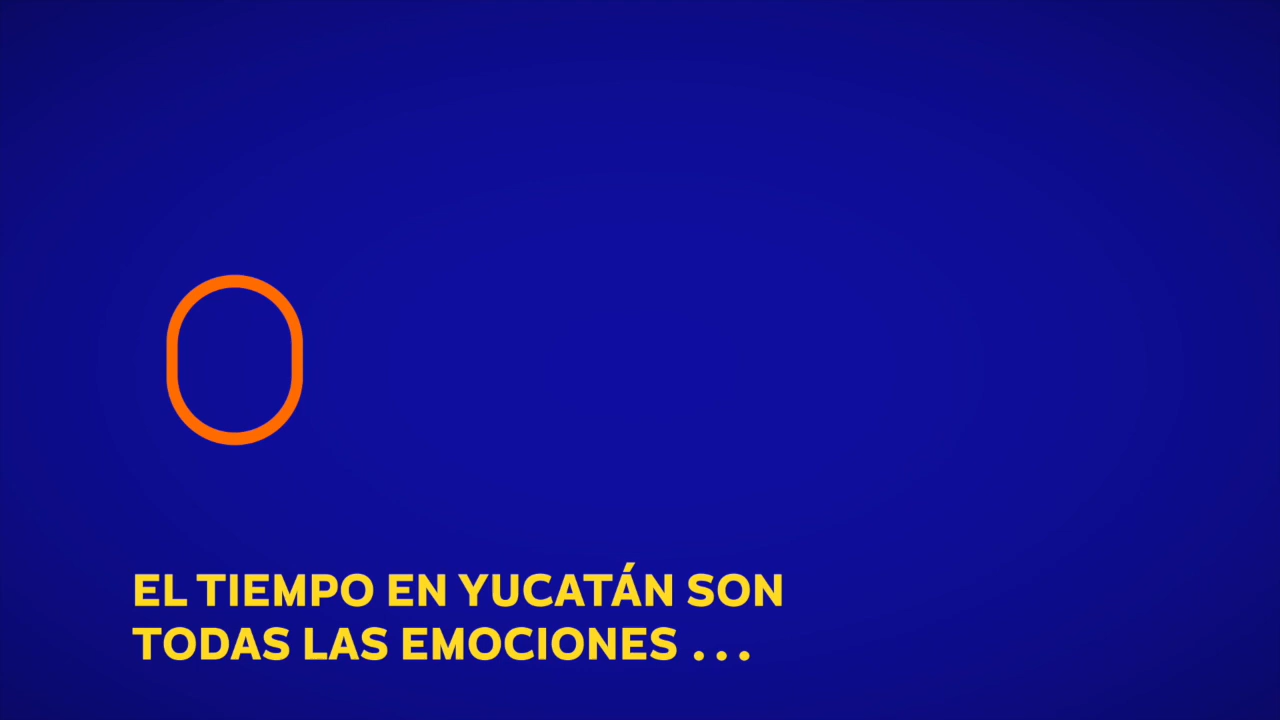 EL TIEMPO EN YUCATÁN SON
TODAS LAS EMOCIONES . . .